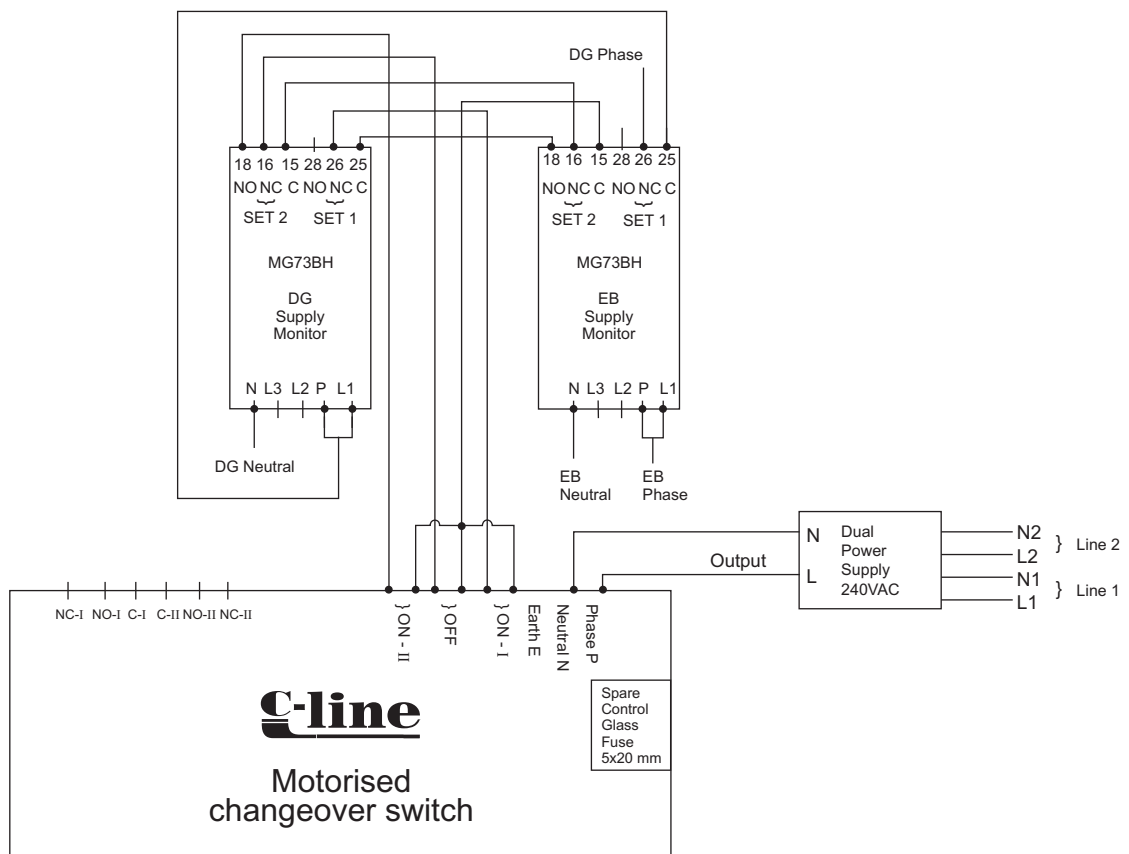 DG Phase
18 16 15 28 26 25
NO NC C NO NC C
SET 2 SET 1
MG73BH
DG
Supply
Monitor
N L3 L2 P L1
DG Neutral
18 16 15 28 26 25
NO NC C NO NC C
SET 2 SET 1
MG73BH
EB
Supply
Monitor
N L3 L2 P L1
EB
Neutral
EB
Phase
N
L
Dual
Power
Supply
240VAC
N2
L2
N1
L1
} Line 2
} Line 1
Output
NC-I NO-I C-I C-II NO-II NC-II
} ON - II
} OFF
} ON - I
Earth E
Neutral N
Phase P
Spare
Control
Glass
Fuse
5x20 mm
C-line
Motorised
changeover switch